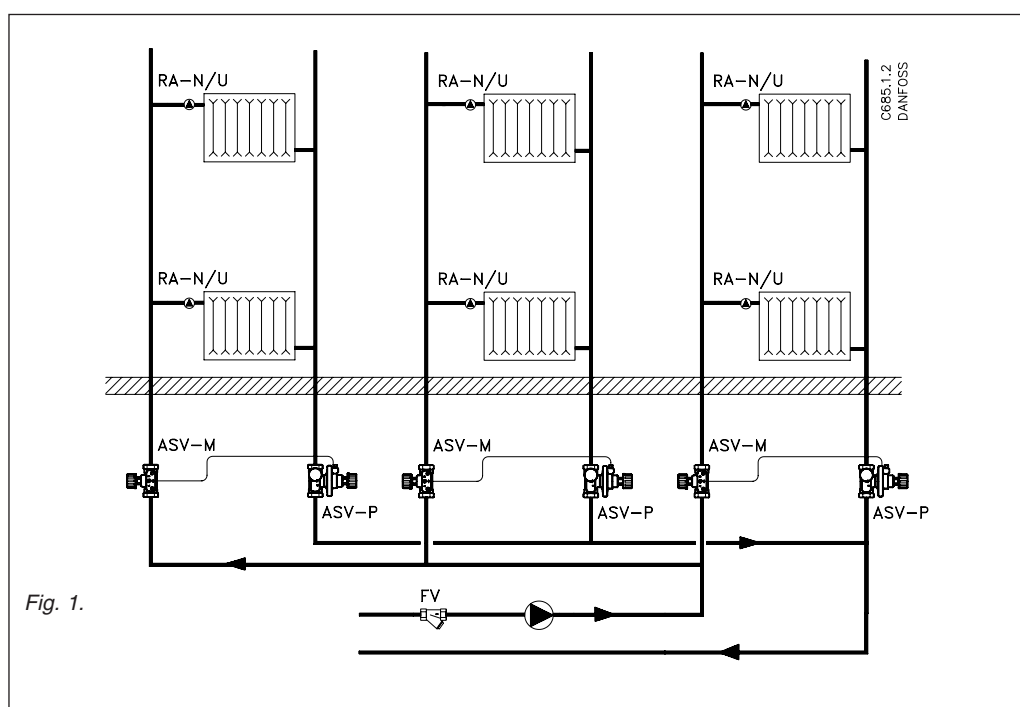 RA-N/U
RA-N/U
RA-N/U
C685.1.2
DANFOSS
RA-N/U
RA-N/U
RA-N/U
ASV-M
ASV-M
ASV-M
ASV-P
ASV-P
ASV-P
FV
Fig. 1.